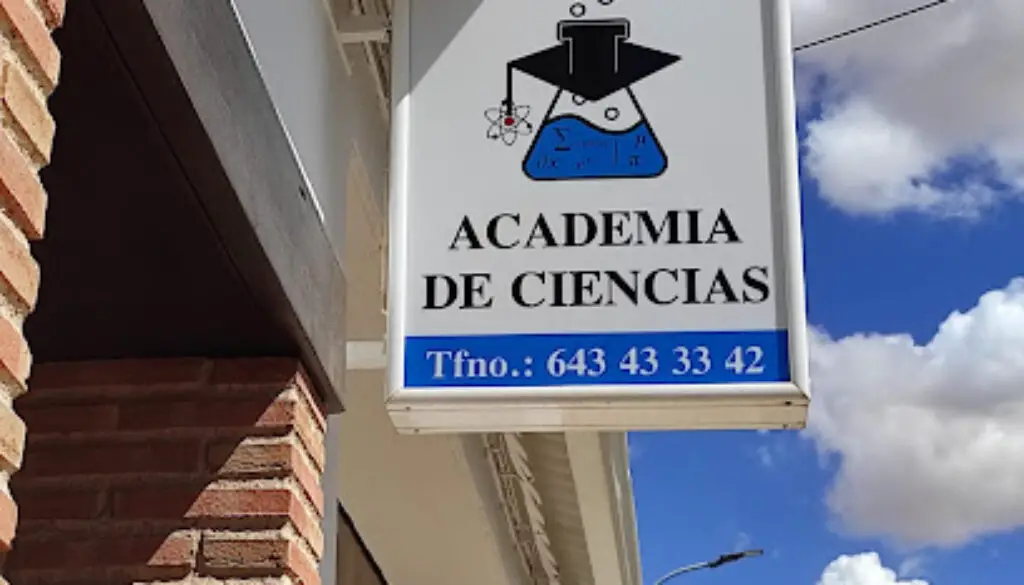 Σ μ
∂x π
ACADEMIA
DE CIENCIAS
Tfno.: 643 43 33 42